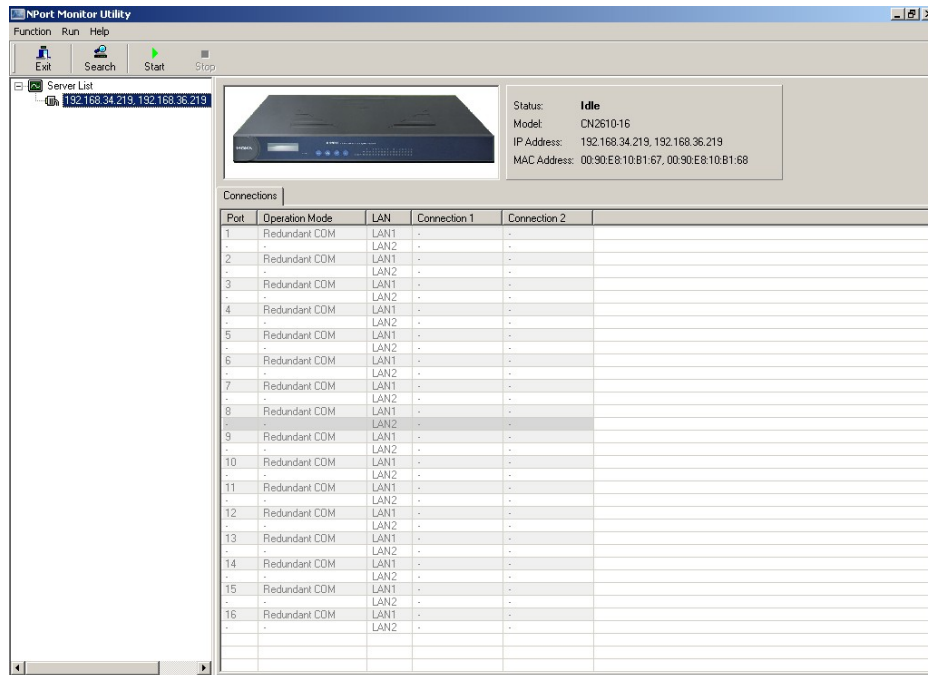 NPort Monitor Utility
Function Run Help
Exit Search Start Stop
Server List
192.168.34.219, 192.168.36.219
Status: Idle
Model: CN2610-16
IP Address: 192.168.34.219, 192.168.36.219
MAC Address: 00:90:E8:10:B1:67, 00:90:E8:10:B1:68
Connections
Port Operation Mode LAN Connection 1 Connection 2
1 Redundant COM LAN1 - -
- - LAN2 - -
2 Redundant COM LAN1 - -
- - LAN2 - -
3 Redundant COM LAN1 - -
- - LAN2 - -
4 Redundant COM LAN1 - -
- - LAN2 - -
5 Redundant COM LAN1 - -
- - LAN2 - -
6 Redundant COM LAN1 - -
- - LAN2 - -
7 Redundant COM LAN1 - -
- - LAN2 - -
8 Redundant COM LAN1 - -
- - LAN2 - -
9 Redundant COM LAN1 - -
- - LAN2 - -
10 Redundant COM LAN1 - -
- - LAN2 - -
11 Redundant COM LAN1 - -
- - LAN2 - -
12 Redundant COM LAN1 - -
- - LAN2 - -
13 Redundant COM LAN1 - -
- - LAN2 - -
14 Redundant COM LAN1 - -
- - LAN2 - -
15 Redundant COM LAN1 - -
- - LAN2 - -
16 Redundant COM LAN1 - -
- - LAN2 - -